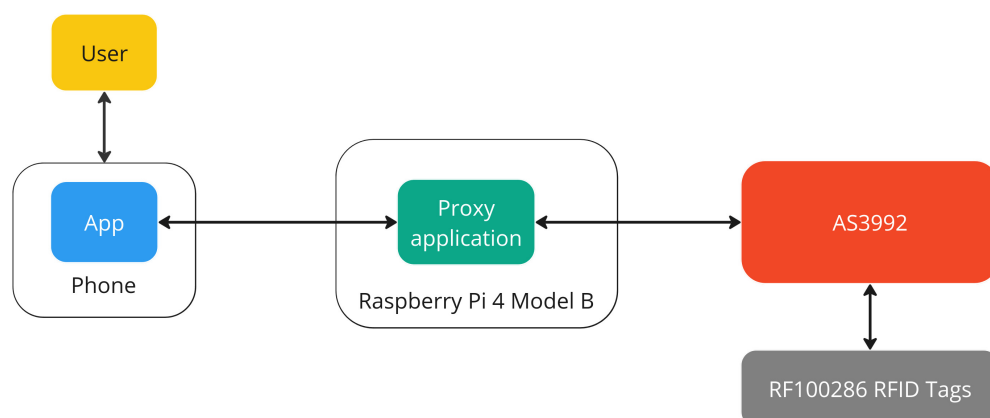 User
App
Phone
Proxy
application
Raspberry Pi 4 Model B
AS3992
RF100286 RFID Tags